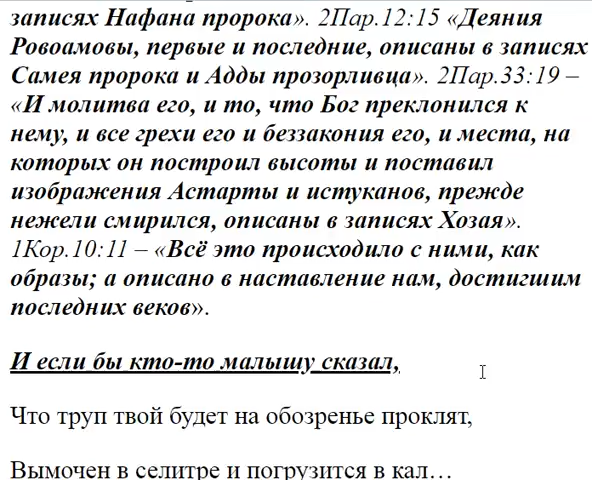 записях Нафана пророка». 2Пар.12:15 «Деяния
Ровоамовы, первые и последние, описаны в записях
Самея пророка и Адды прозорливца». 2Пар.33:19 –
«И молитва его, и то, что Бог преклонился к
нему, и все грехи его и беззакония его, и места, на
которых он построил высоты и поставил
изображения Астарты и истуканов, прежде
нежели смирился, описаны в записях Хозая».
1Кор.10:11 – «Всё это происходило с ними, как
образы; а описано в наставление нам, достигшим
последних веков».
И если бы кто-то малышу сказал,
Что труп твой будет на обозренье проклят,
Вымочен в селитре и погрузится в кал…